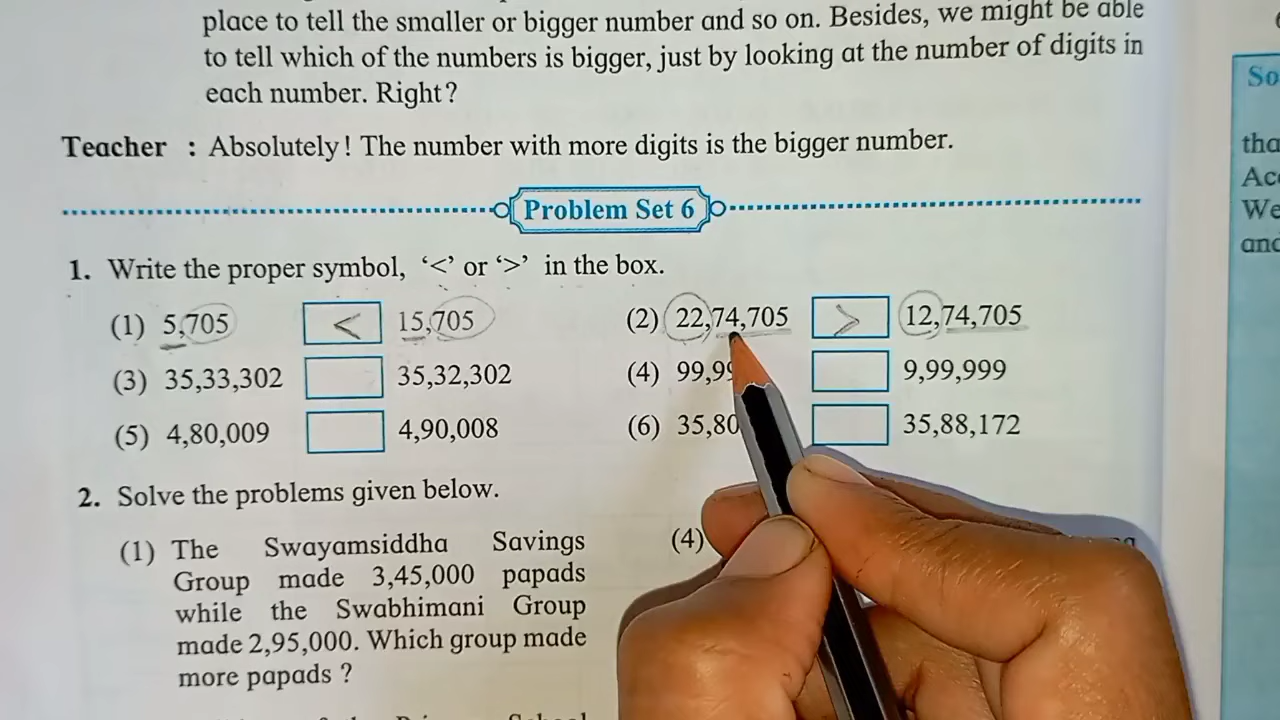 place to tell the smaller or bigger number and so on. Besides, we might be able
to tell which of the numbers is bigger, just by looking at the number of digits in
each number. Right?
Teacher : Absolutely! The number with more digits is the bigger number.
Problem Set 6
1. Write the proper symbol, ‘<’ or ‘>’ in the box.
(1) 5,705 < 15,705 (2) 22,74,705 > 12,74,705
(3) 35,33,302 35,32,302 (4) 99,99 9,99,999
(5) 4,80,009 4,90,008 (6) 35,80 35,88,172
2. Solve the problems given below.
(1) The Swayamsiddha Savings (4)
Group made 3,45,000 papads
while the Swabhimani Group
made 2,95,000. Which group made
more papads ?
So
tha
Acc
We
and